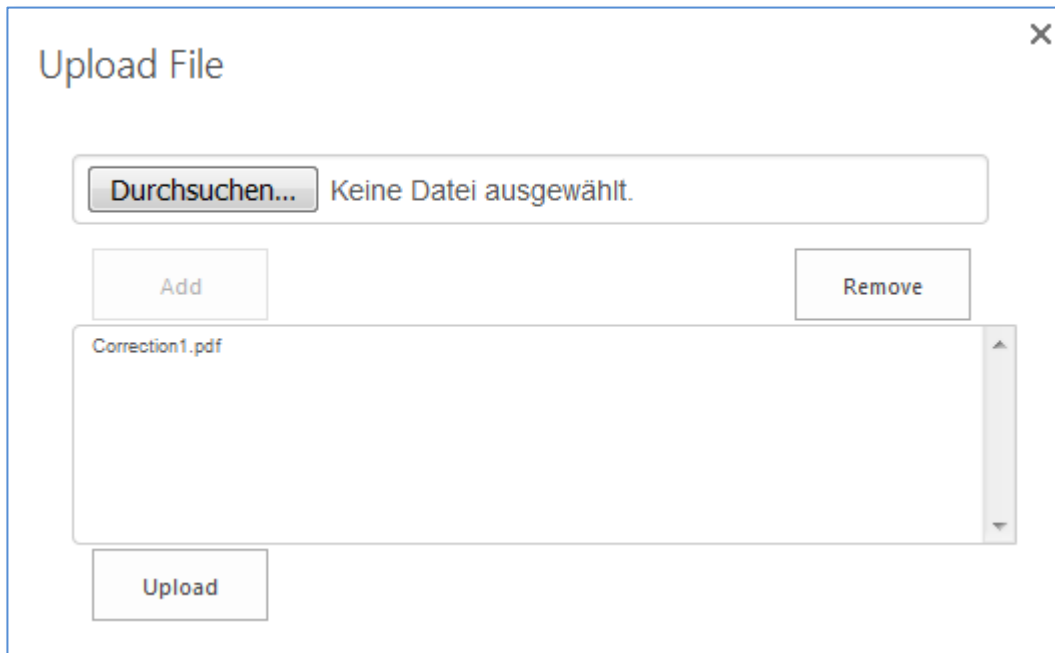 Upload File
Durchsuchen... Keine Datei ausgewählt.
Add Remove
Correction1.pdf
Upload